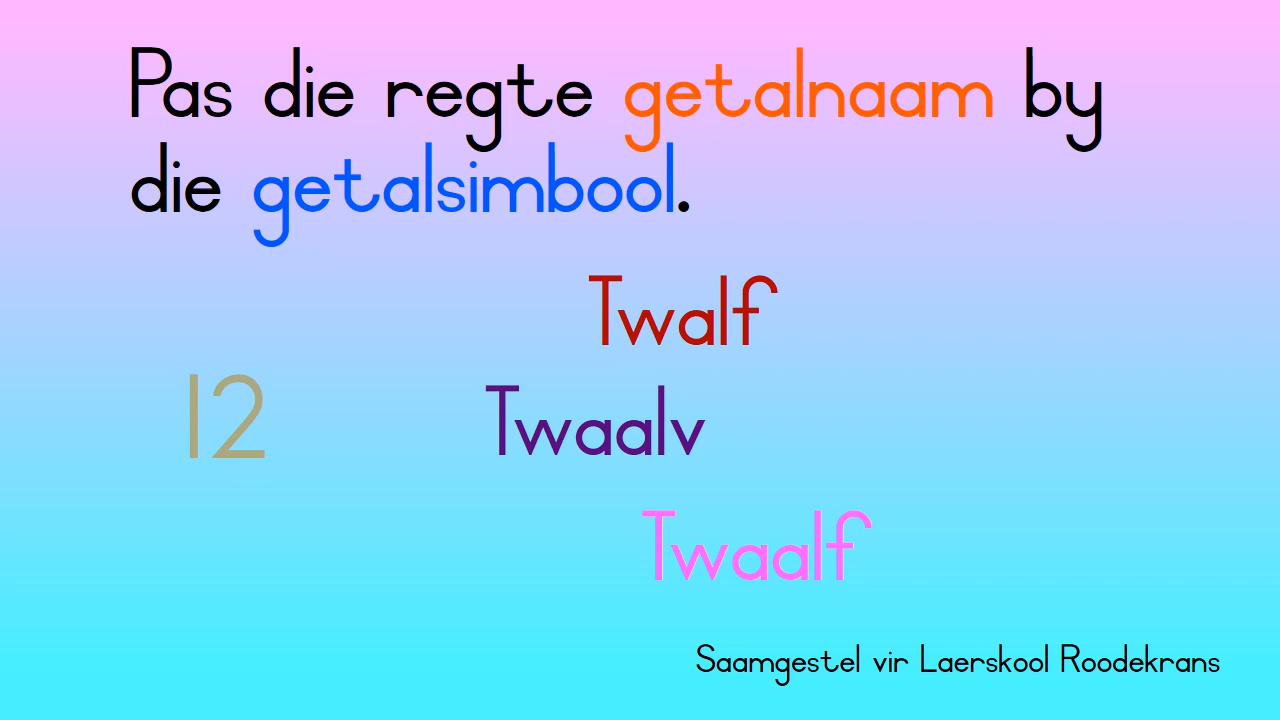 Pas die regte getalnaam by
die getalsimbool.
Twalf
12
Twaalv
Twaalf
Saamgestel vir Laerskool Roodekrans